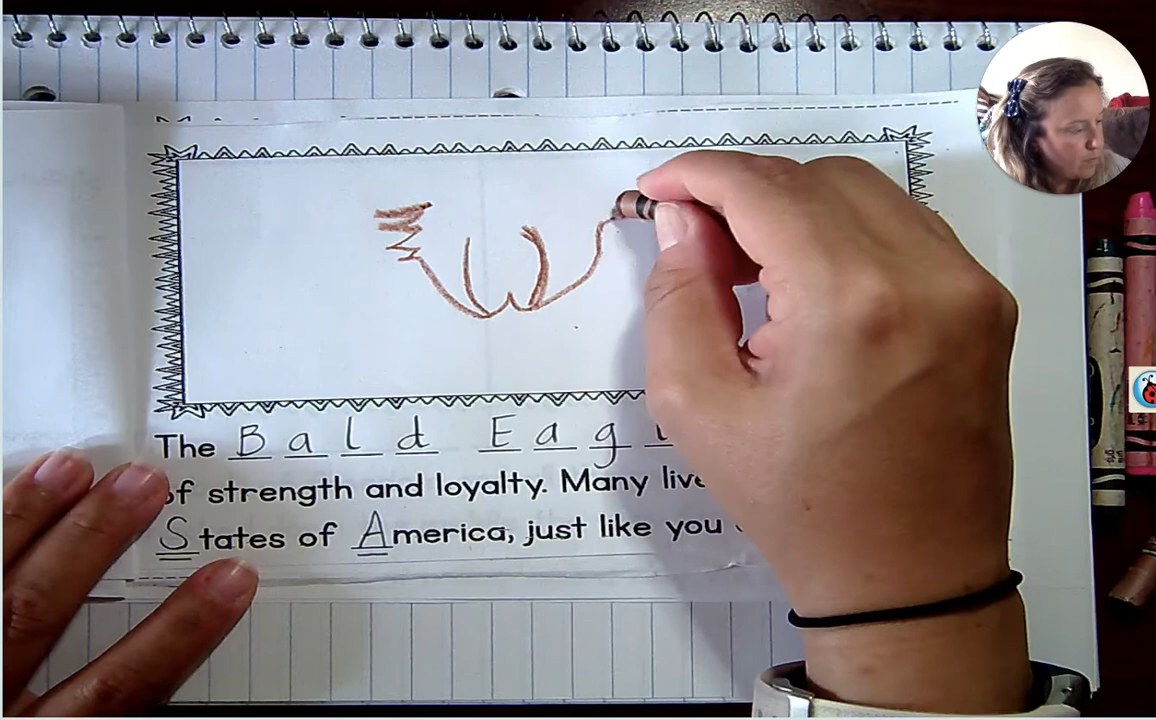 The Bald Eag
of strength and loyalty. Many live
States of America, just like you